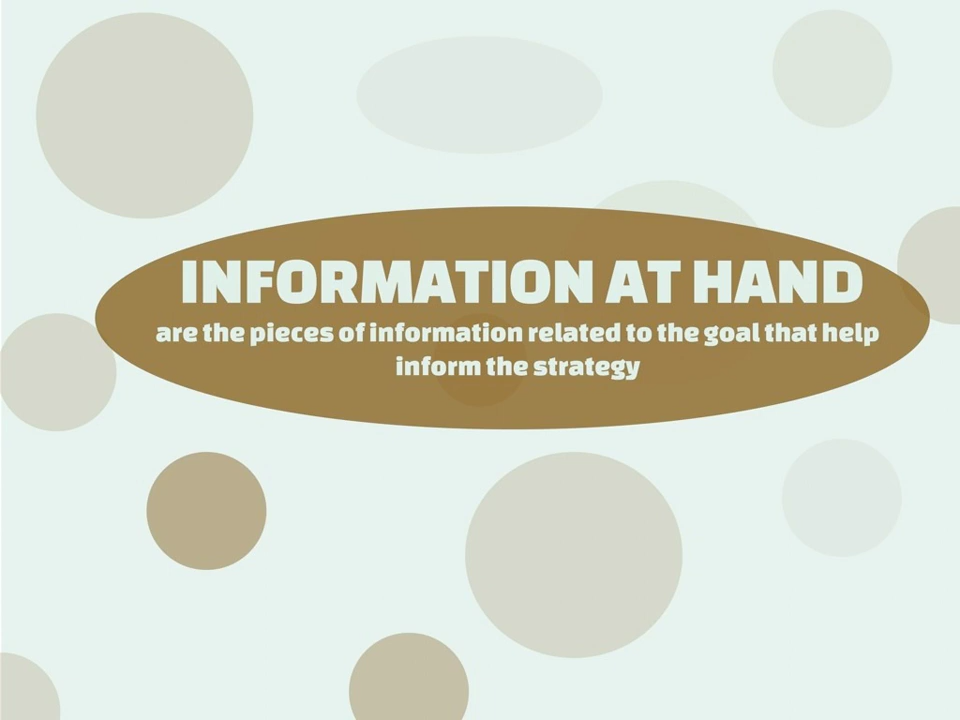 INFORMATION AT HAND
are the pieces of information related to the goal that help
inform the strategy